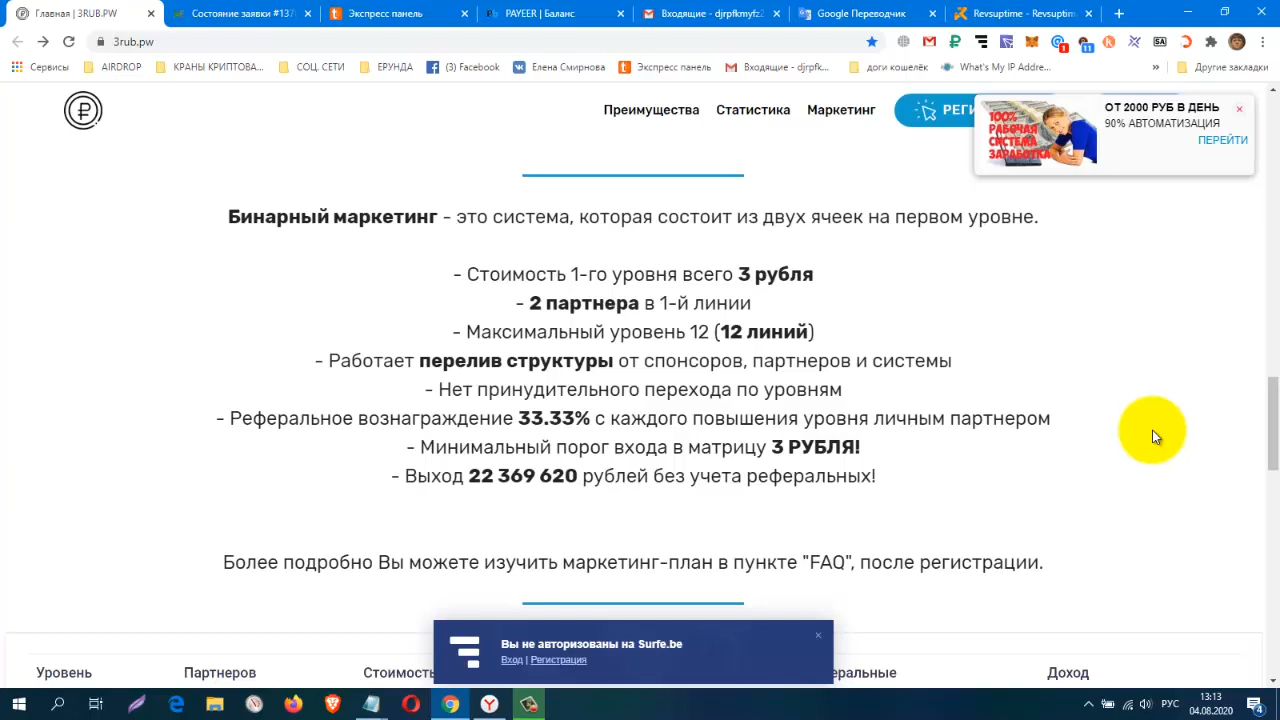 Главная | 3RUB.PW
Состояние заявки #137
Экспресс панель
PAYEER | Баланс
Входящие - djrpfkmyfz
Google Переводчик
Revsuptime - Revsuptim
3rub.pw
1
11
SA
Сервисы
AIRDROP
КРАНЫ КРИПТОВА...
СОЦ. СЕТИ
ЕРУНДА
(3) Facebook
Елена Смирнова
Экспресс панель
Входящие - djrpfk...
доги кошелёк
What's My IP Addre...
»
Другие закладки
Преимущества
Статистика
Маркетинг
РЕГИ
100%
РАБОЧАЯ
СИСТЕМА
ЗАРАБОТКА
ОТ 2000 РУБ В ДЕНЬ
90% АВТОМАТИЗАЦИЯ
ПЕРЕЙТИ
Бинарный маркетинг - это система, которая состоит из двух ячеек на первом уровне.
- Стоимость 1-го уровня всего 3 рубля
- 2 партнера в 1-й линии
- Максимальный уровень 12 (12 линий)
- Работает перелив структуры от спонсоров, партнеров и системы
- Нет принудительного перехода по уровням
- Реферальное вознаграждение 33.33% с каждого повышения уровня личным партнером
- Минимальный порог входа в матрицу 3 РУБЛЯ!
- Выход 22 369 620 рублей без учета реферальных!
Более подробно Вы можете изучить маркетинг-план в пункте "FAQ", после регистрации.
Вы не авторизованы на Surfe.be
Вход | Регистрация
Уровень
Партнеров
Стоимость
еральные
Доход
РУС
13:13
04.08.2020
4